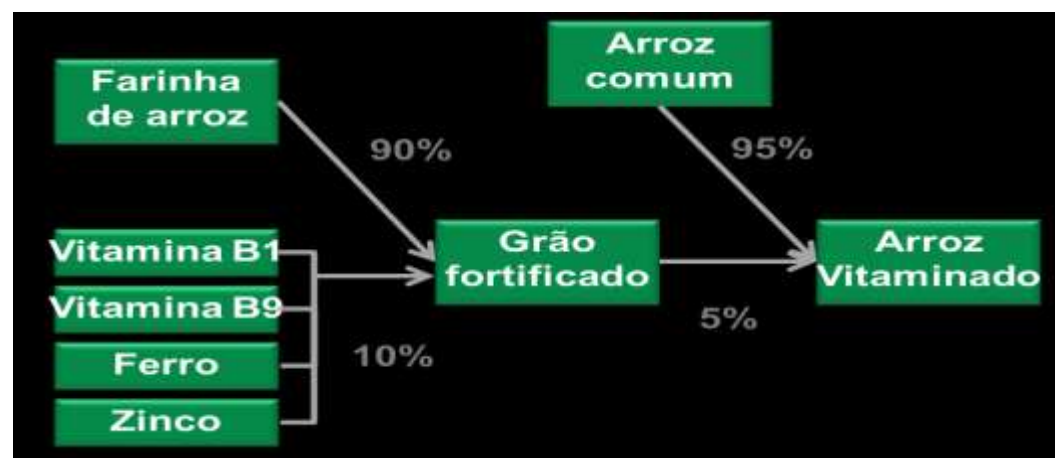 Farinha
de arroz
Arroz
comum
90%
95%
Vitamina B1
Vitamina B9
Ferro
Zinco
10%
Grão
fortificado
5%
Arroz
Vitaminado